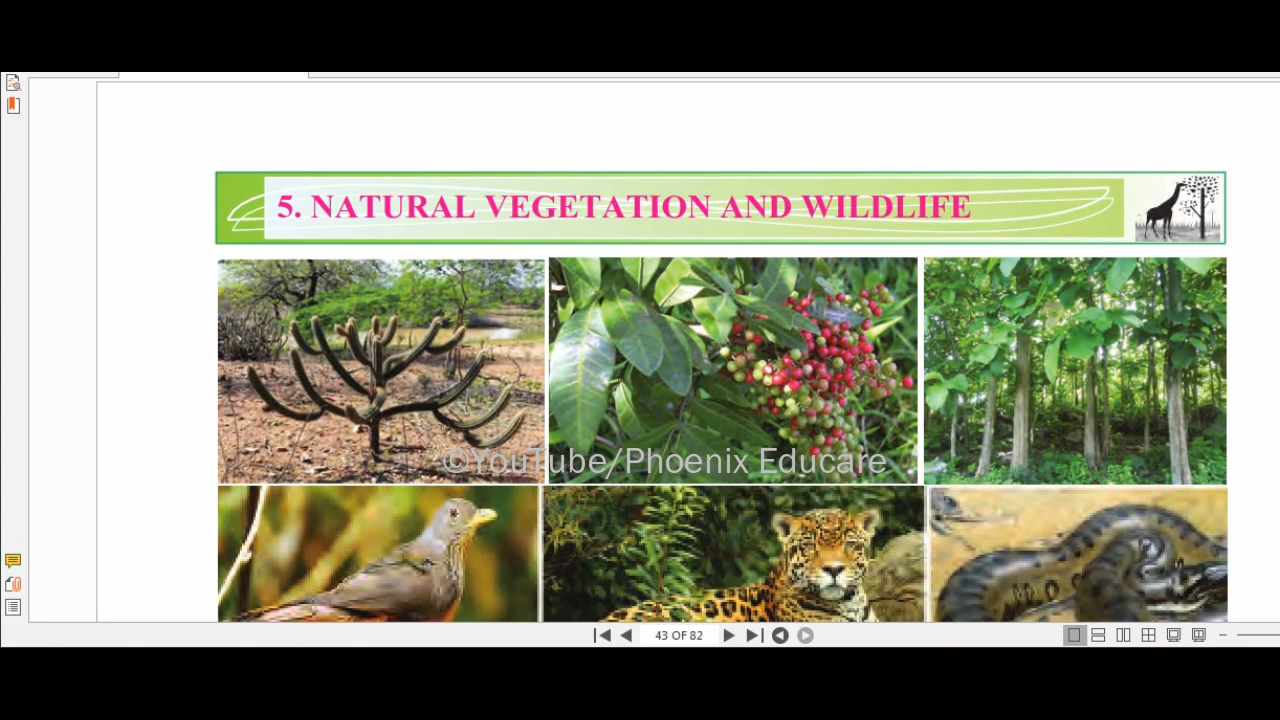 5. NATURAL VEGETATION AND WILDLIFE
©YouTube/Phoenix Educare
43 OF 82